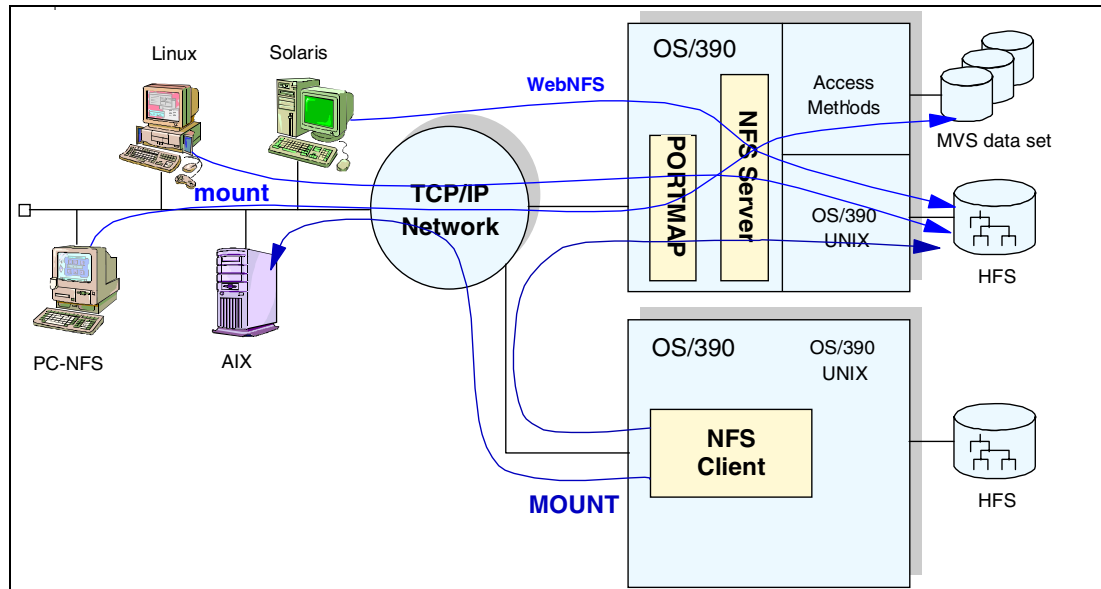 Linux
Solaris
OS/390
WebNFS
Access
Methods
NFS Server
PORTMAP
MVS data set
mount
TCP/IP
Network
OS/390
UNIX
HFS
PC-NFS
AIX
OS/390
OS/390
UNIX
NFS
Client
MOUNT
HFS